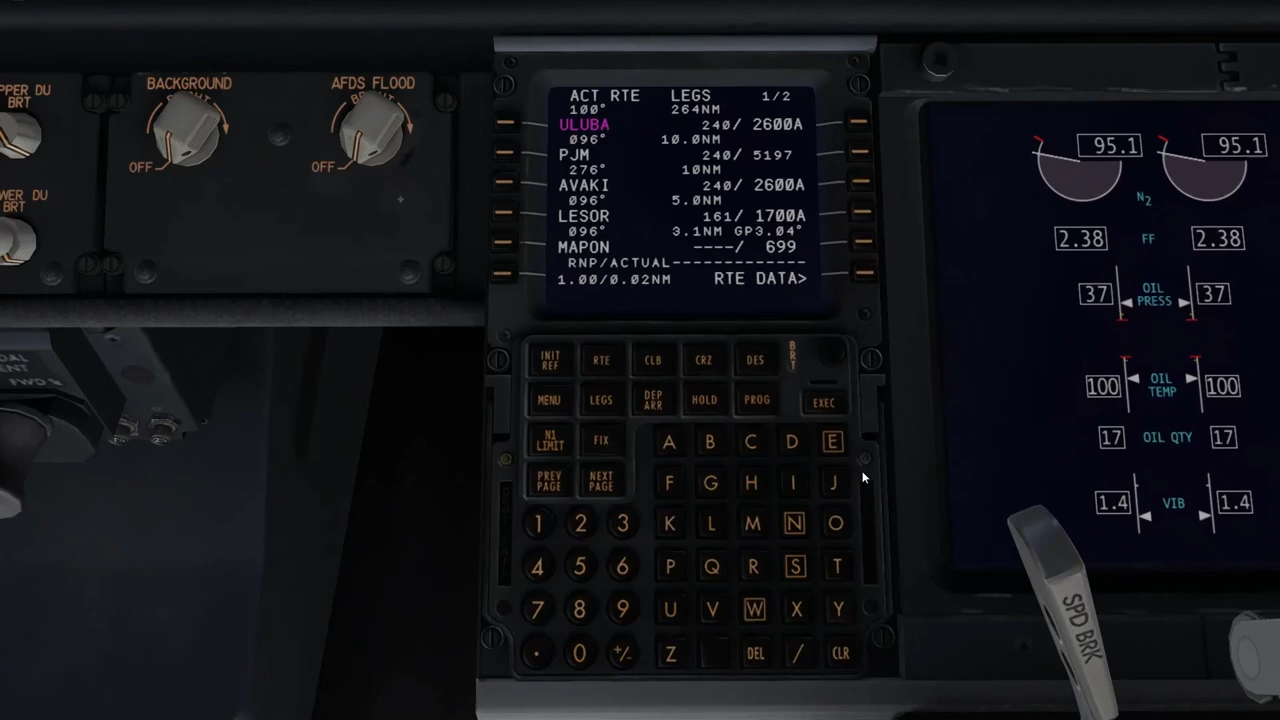 PPER DU
BRT
BACKGROUND
OFF
AFDS FLOOD
OFF
WER DU
BRT
ACT RTE LEGS 1/2
100° 264NM
ULUBA 240/ 2600A
096° 10.0NM
PJM 240/ 5197
276° 10NM
AVAKI 240/ 2600A
096° 5.0NM
LESOR 161/ 1700A
096° 3.1NM GP3.04°
MAPON ----/ 699
RNP/ACTUAL-------------
1.00/0.02NM RTE DATA>
INIT REF RTE CLB CRZ DES BRT
MENU LEGS DEP ARR HOLD PROG EXEC
N1 LIMIT FIX A B C D E
PREV PAGE NEXT PAGE F G H I J
1 2 3 K L M N O
4 5 6 P Q R S T
7 8 9 U V W X Y
. 0 +/- Z DEL / CLR
95.1 95.1
N2
2.38 FF 2.38
37 OIL PRESS 37
100 OIL TEMP 100
17 OIL QTY 17
1.4 VIB 1.4
SPD BRK
DAL
ENT
FWD